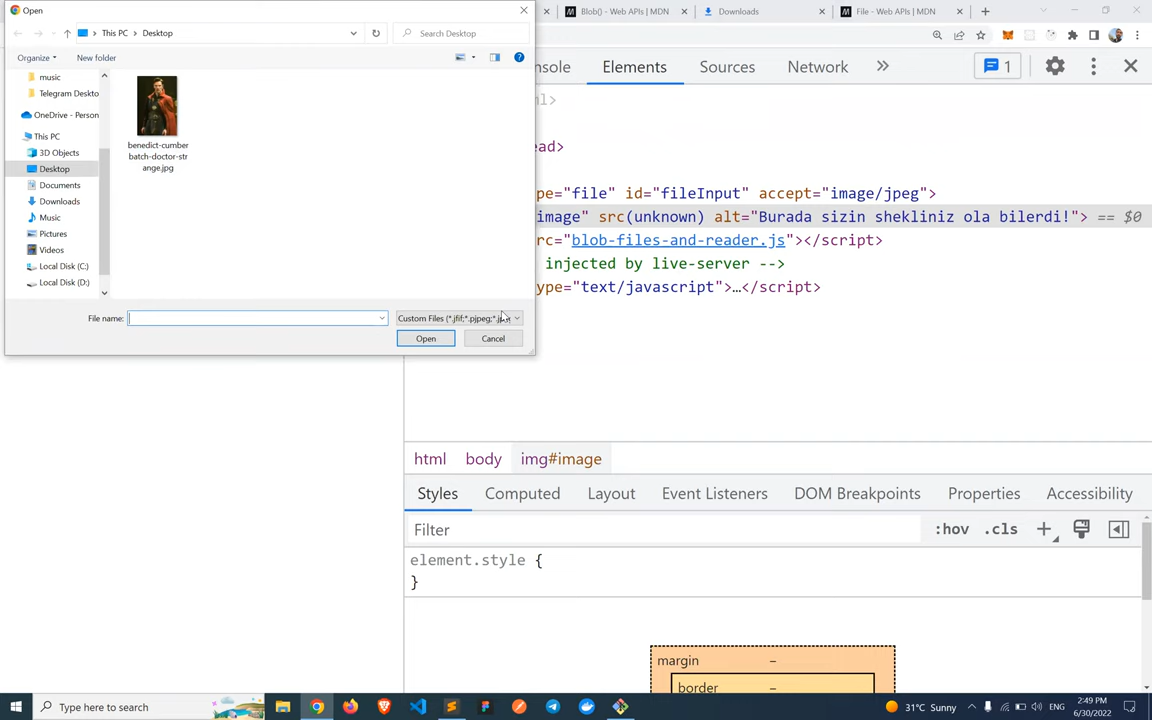 Open
Blob() - Web APIs | MDN
Downloads
File - Web APIs | MDN
This PC
Desktop
Search Desktop
Organize
New folder
music
Telegram Deskto
OneDrive - Person
This PC
3D Objects
Desktop
Documents
Downloads
Music
Pictures
Videos
Local Disk (C:)
Local Disk (D:)
benedict-cumber
batch-doctor-str
ange.jpg
File name:
Custom Files (*.jfif;*.pjpeg;*.jpe
Open
Cancel
nsole
Elements
Sources
Network
1
ml>
ead>
pe="file" id="fileInput" accept="image/jpeg">
image" src(unknown) alt="Burada sizin shekliniz ola bilerdi!"> == $0
rc="blob-files-and-reader.js"></script>
injected by live-server -->
ype="text/javascript">…</script>
html
body
img#image
Styles
Computed
Layout
Event Listeners
DOM Breakpoints
Properties
Accessibility
Filter
:hov
.cls
element.style {
}
margin
–
border
–
Type here to search
31°C Sunny
ENG
2:49 PM
6/30/2022